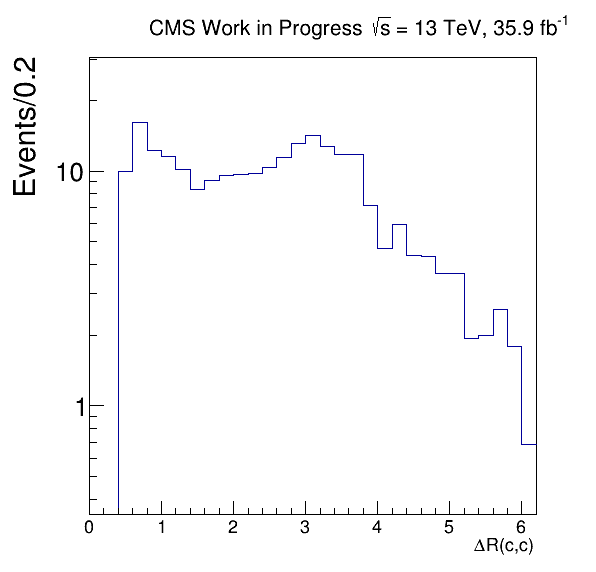 CMS Work in Progress √s = 13 TeV, 35.9 fb⁻¹
Events/0.2
10
1
0 1 2 3 4 5 6
ΔR(c,c)